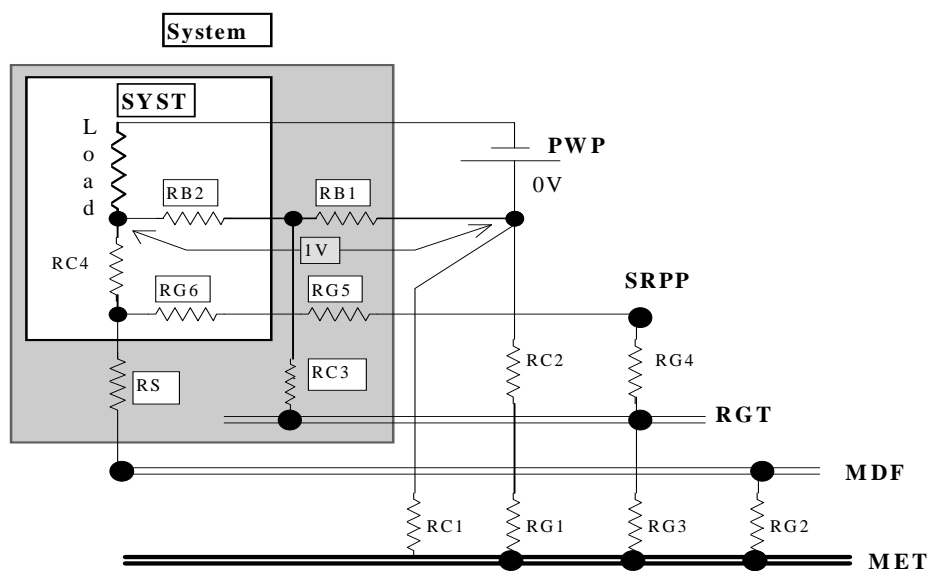 System
SYST
Load
PWP
0V
RB2
RB1
1V
RC4
RG6
RG5
SRPP
RS
RC3
RC2
RG4
RGT
MDF
RC1
RG1
RG3
RG2
MET